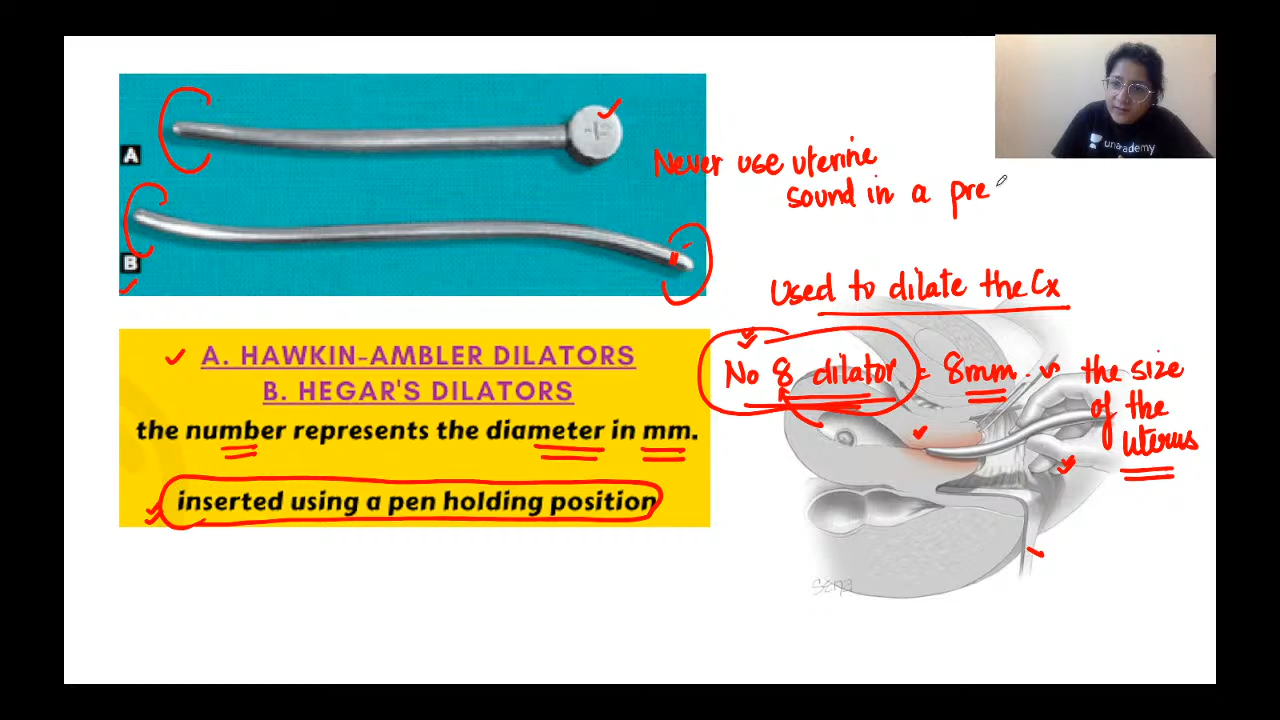 A
B
Never use uterine
sound in a pre
unacademy
Used to dilate the Cx
A. HAWKIN-AMBLER DILATORS
B. HEGAR'S DILATORS
the number represents the diameter in mm.
inserted using a pen holding position
No 8 dilator = 8mm. the size
of the
uterus